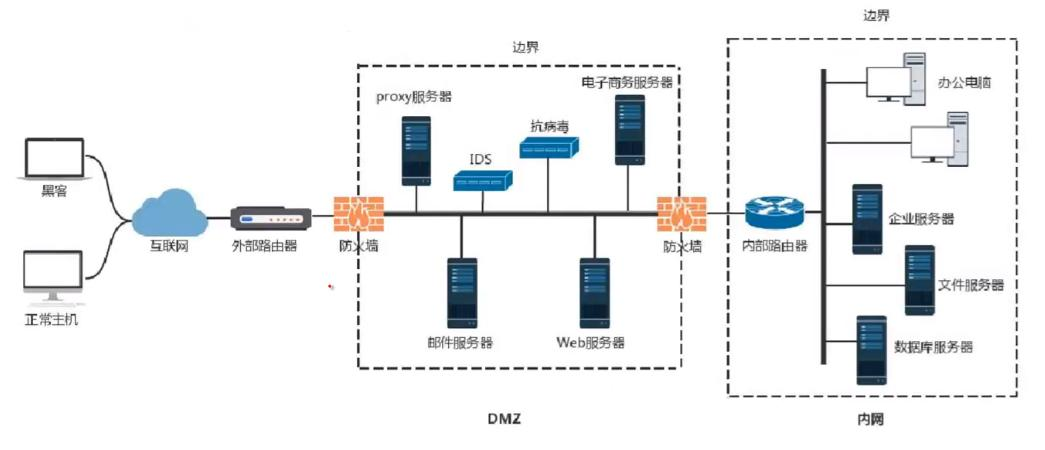 边界
边界
proxy服务器
电子商务服务器
办公电脑
抗病毒
IDS
黑客
企业服务器
互联网
外部路由器
防火墙
防火墙
内部路由器
文件服务器
正常主机
邮件服务器
Web服务器
数据库服务器
DMZ
内网